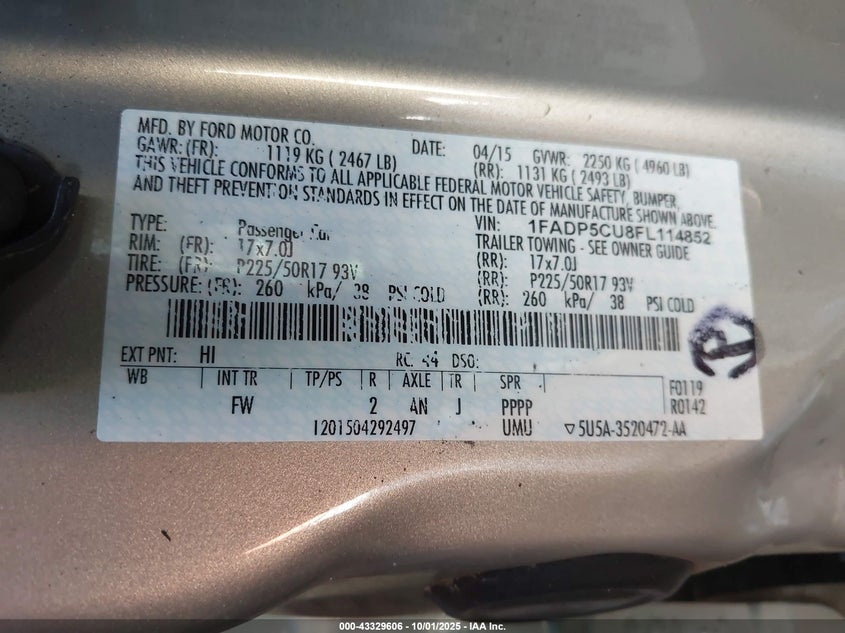 MFD. BY FORD MOTOR CO.
DATE: 04/15 GVWR: 2250 KG ( 4960 LB)
GAWR: (FR): 1119 KG ( 2467 LB) (RR): 1131 KG ( 2493 LB)
THIS VEHICLE CONFORMS TO ALL APPLICABLE FEDERAL MOTOR VEHICLE SAFETY, BUMPER,
AND THEFT PREVENTION STANDARDS IN EFFECT ON THE DATE OF MANUFACTURE SHOWN ABOVE.
VIN: 1FADP5CU8FL114852
TYPE: Passenger Car TRAILER TOWING - SEE OWNER GUIDE
RIM: (FR): 17x7.0J (RR): 17x7.0J
TIRE: (FR): P225/50R17 93V (RR): P225/50R17 93V
PRESSURE: (FR): 260 kPa/ 38 PSI COLD (RR): 260 kPa/ 38 PSI COLD
EXT PNT: HI RC: 44 DSO:
WB INT TR TP/PS R AXLE TR SPR F0119
FW 2 AN J PPPP R0142
1201504292497 UMU ▽5U5A-3520472-AA
000-43329606 - 10/01/2025 - IAA Inc.